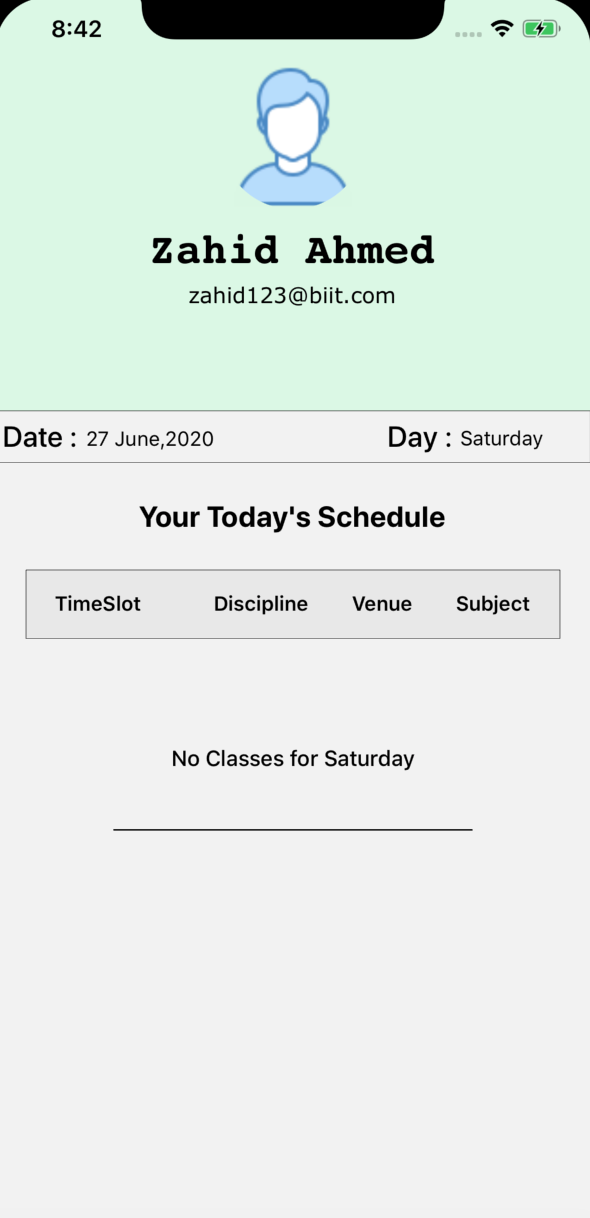 8:42
Zahid Ahmed
zahid123@biit.com
Date : 27 June,2020 Day : Saturday
Your Today's Schedule
TimeSlot Discipline Venue Subject
No Classes for Saturday